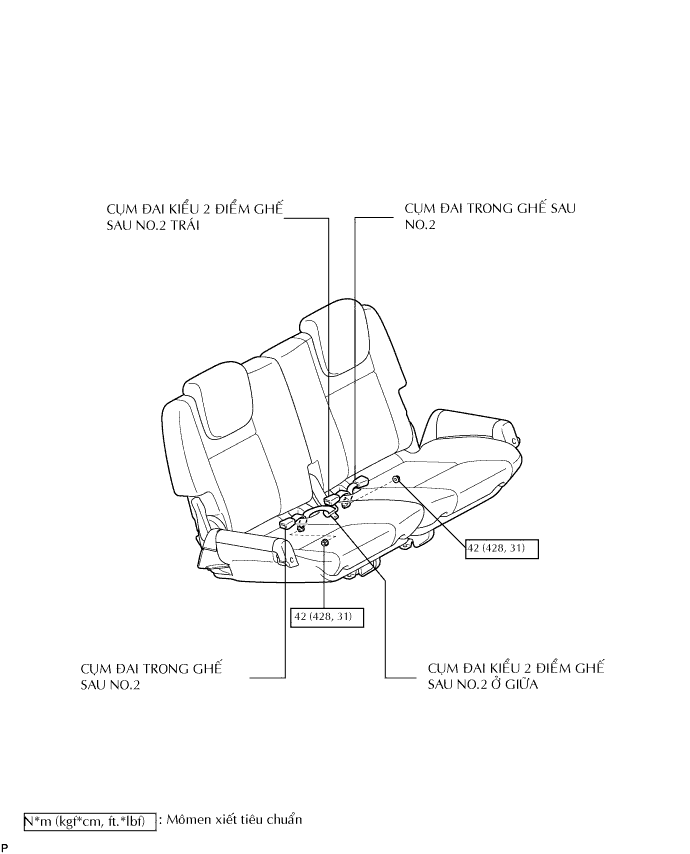 CỤM ĐAI KIỂU 2 ĐIỂM GHẾ
SAU NO.2 TRÁI
CỤM ĐAI TRONG GHẾ SAU
NO.2
42 (428, 31)
42 (428, 31)
CỤM ĐAI TRONG GHẾ
SAU NO.2
CỤM ĐAI KIỂU 2 ĐIỂM GHẾ
SAU NO.2 Ở GIỮA
N*m (kgf*cm, ft.*lbf) : Mômen xiết tiêu chuẩn
P